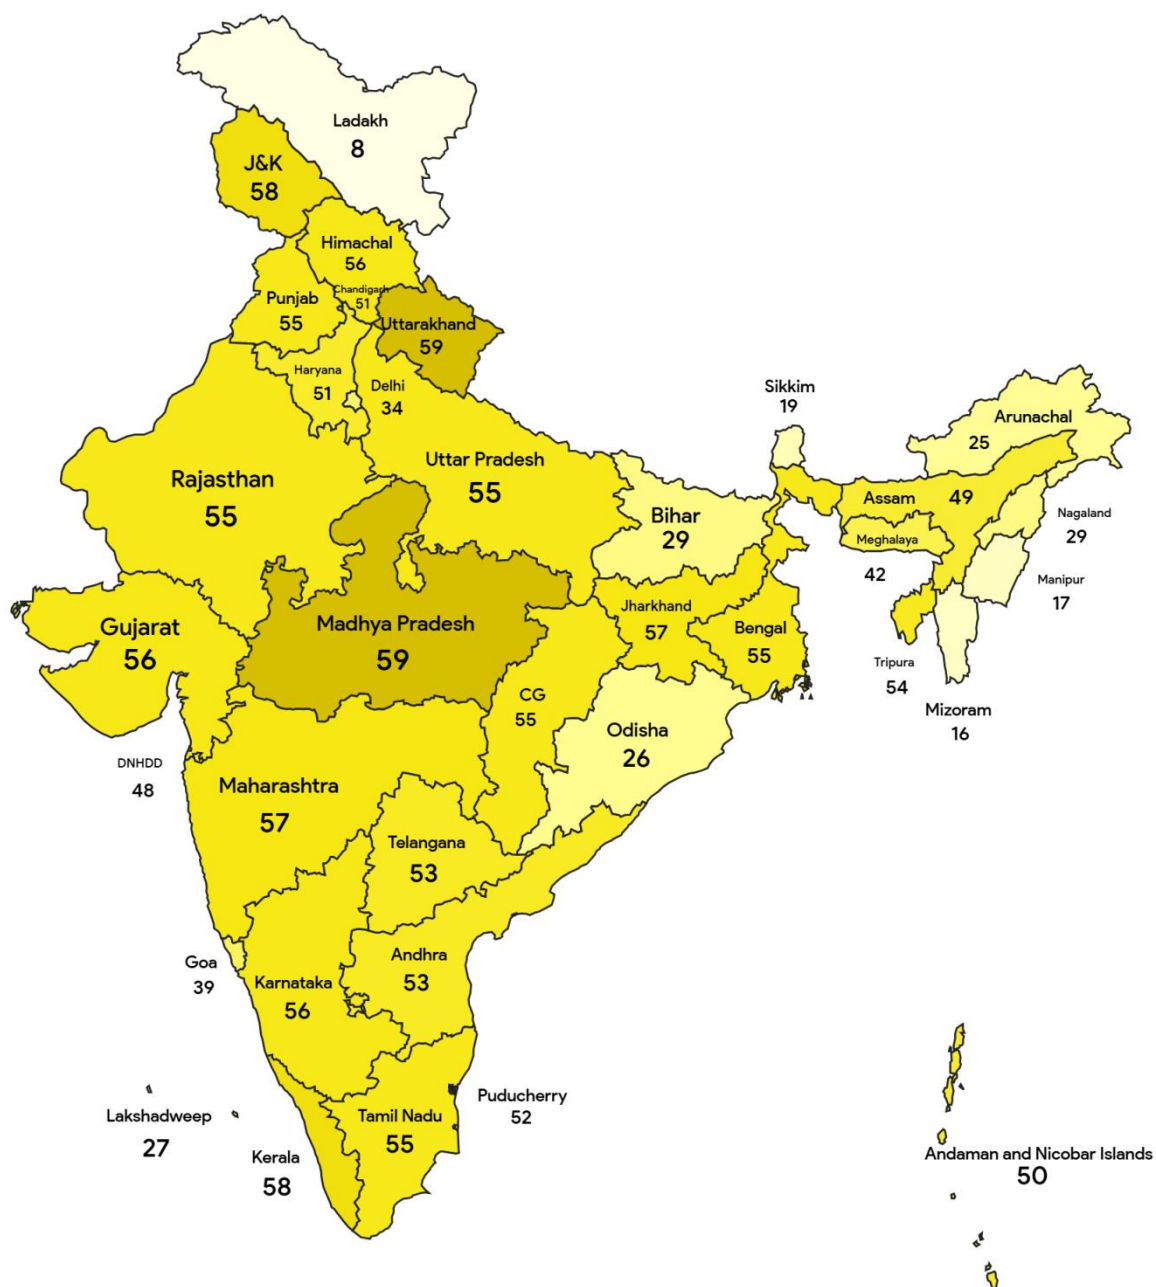 Ladakh
8
J&K
58
Himachal
56
Chandigarh
51
Punjab
55
Uttarakhand
59
Haryana
51
Delhi
34
Sikkim
19
Arunachal
25
Rajasthan
55
Uttar Pradesh
55
Bihar
29
Assam 49
Nagaland
29
Meghalaya
42
Manipur
17
Gujarat
56
Madhya Pradesh
59
Jharkhand
57
Bengal
55
Tripura
54
Mizoram
16
CG
55
Odisha
26
DNHDD
48
Maharashtra
57
Telangana
53
Goa
39
Karnataka
56
Andhra
53
Lakshadweep
27
Kerala
58
Tamil Nadu
55
Puducherry
52
Andaman and Nicobar Islands
50